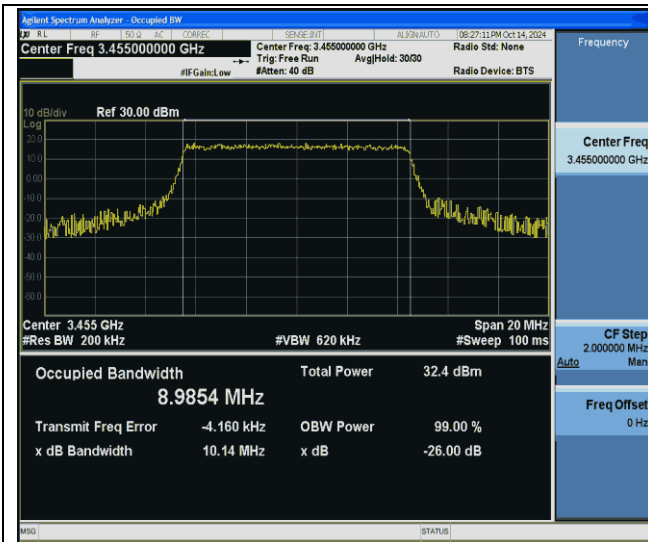 Agilent Spectrum Analyzer - Occupied BW
RL RF 50 Ω AC CORREC SENSE:INT ALIGNAUTO 08:27:11 PM Oct 14, 2024
Center Freq 3.455000000 GHz
Center Freq: 3.455000000 GHz
Radio Std: None
Trig: Free Run Avg|Hold: 30/30
#IFGain:Low
#Atten: 40 dB
Radio Device: BTS
10 dB/div Ref 30.00 dBm
Log
20.0
10.0
0.00
-10.0
-20.0
-30.0
-40.0
-50.0
-60.0
Center 3.455 GHz
Span 20 MHz
#Res BW 200 kHz
#VBW 620 kHz
#Sweep 100 ms
Occupied Bandwidth
Total Power 32.4 dBm
8.9854 MHz
Transmit Freq Error -4.160 kHz
OBW Power 99.00 %
x dB Bandwidth 10.14 MHz
x dB -26.00 dB
MSG
STATUS
Frequency
Center Freq
3.455000000 GHz
CF Step
2.000000 MHz
Auto Man
Freq Offset
0 Hz